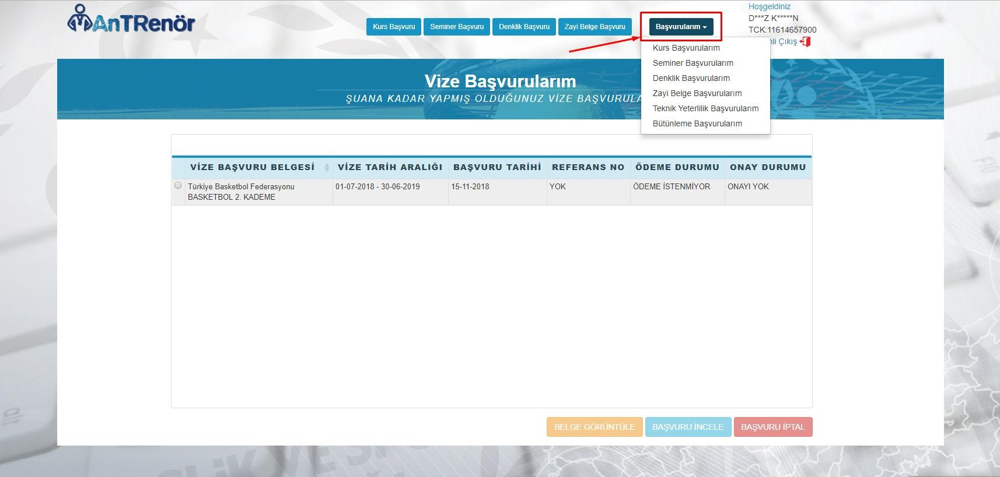 AnTRenör
Kurs Başvuru
Seminer Başvuru
Denklik Başvuru
Zayi Belge Başvuru
Başvurularım
Hoşgeldiniz
D***Z K*****N
TCK:11614657900
Çıkış
Kurs Başvurularım
Seminer Başvurularım
Denklik Başvurularım
Zayi Belge Başvurularım
Teknik Yeterlilik Başvurularım
Bütünleme Başvurularım
Vize Başvurularım
ŞUANA KADAR YAPMIŞ OLDUĞUNUZ VİZE
VİZE BAŞVURU BELGESİ VİZE TARİH ARALIĞI BAŞVURU TARİHİ REFERANS NO ÖDEME DURUMU ONAY DURUMU
Türkiye Basketbol Federasyonu 01-07-2018 - 30-06-2019 15-11-2018 YOK ÖDEME İSTENMİYOR ONAYI YOK
BASKETBOL 2. KADEME
BELGE GÖRÜNTÜLE
BAŞVURU İNCELE
BAŞVURU İPTAL